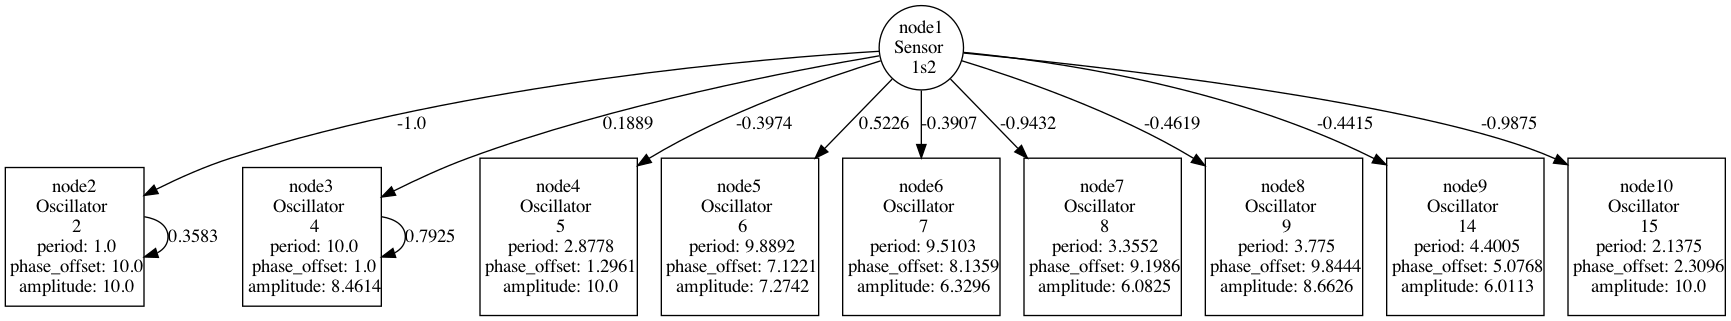 node1
Sensor
1s2
-1.0
0.1889
-0.3974
0.5226
-0.3907
-0.9432
-0.4619
-0.4415
-0.9875
node2
Oscillator
2
period: 1.0
phase_offset: 10.0
amplitude: 10.0
0.3583
node3
Oscillator
4
period: 10.0
phase_offset: 1.0
amplitude: 8.4614
0.7925
node4
Oscillator
5
period: 2.8778
phase_offset: 1.2961
amplitude: 10.0
node5
Oscillator
6
period: 9.8892
phase_offset: 7.1221
amplitude: 7.2742
node6
Oscillator
7
period: 9.5103
phase_offset: 8.1359
amplitude: 6.3296
node7
Oscillator
8
period: 3.3552
phase_offset: 9.1986
amplitude: 6.0825
node8
Oscillator
9
period: 3.775
phase_offset: 9.8444
amplitude: 8.6626
node9
Oscillator
14
period: 4.4005
phase_offset: 5.0768
amplitude: 6.0113
node10
Oscillator
15
period: 2.1375
phase_offset: 2.3096
amplitude: 10.0